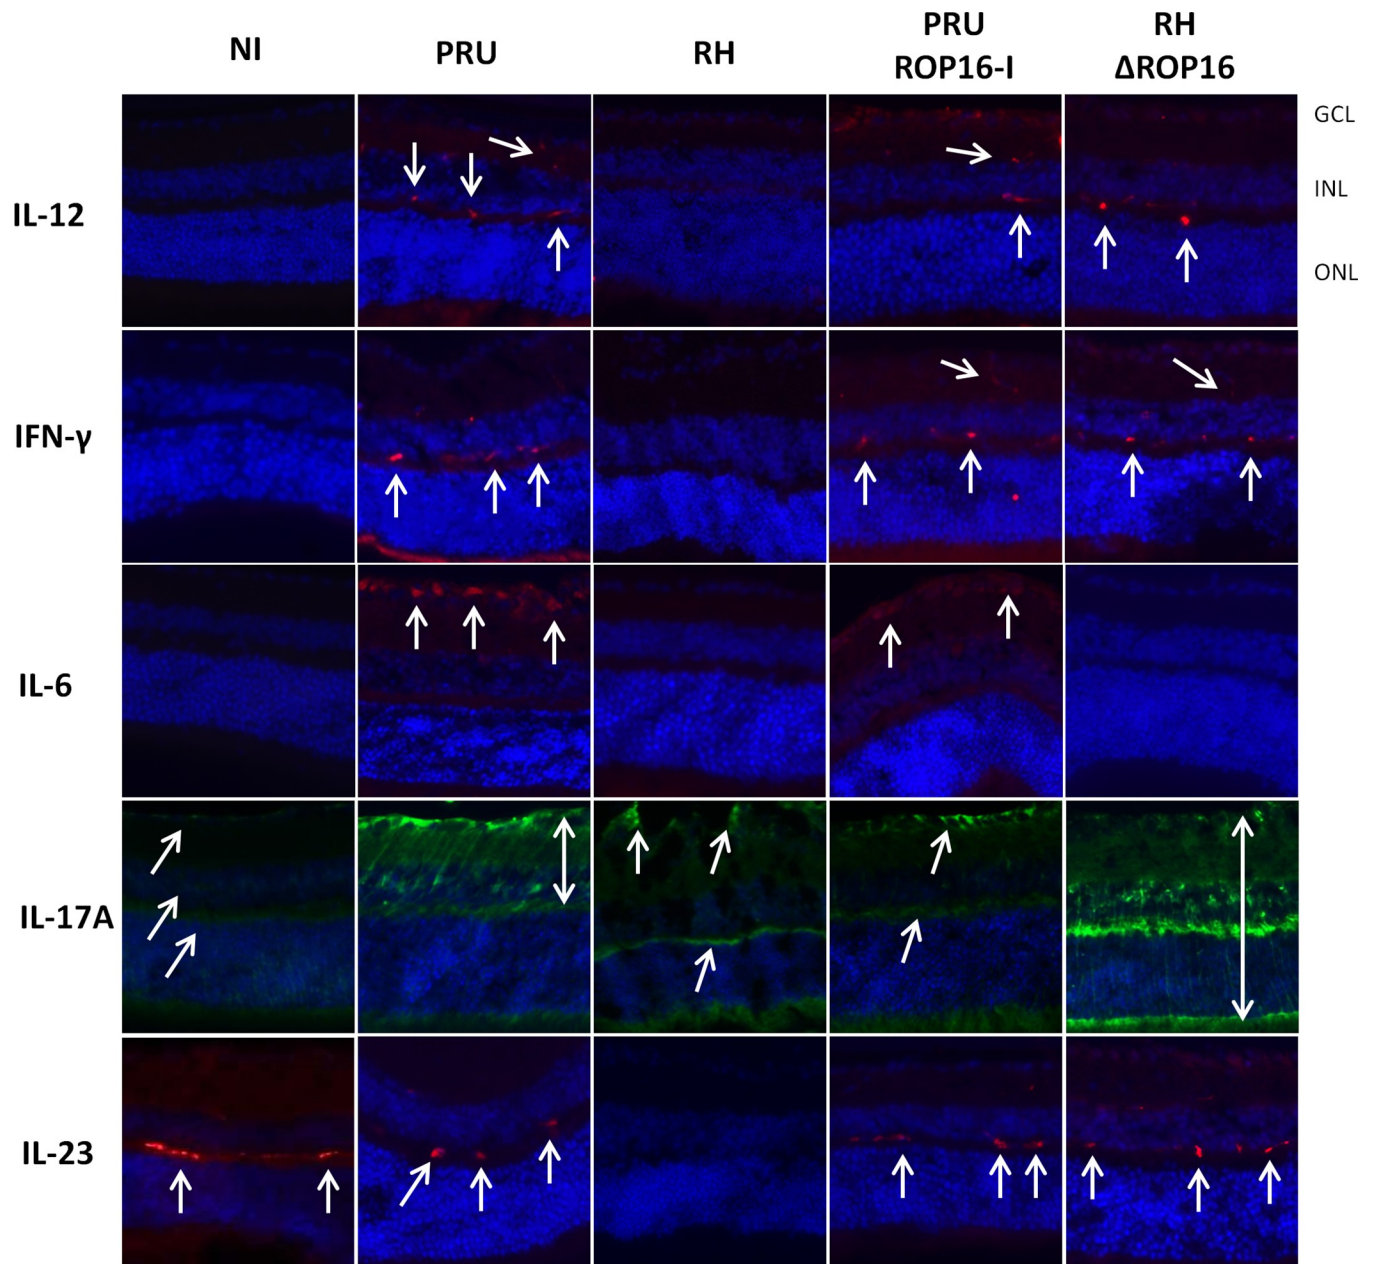 NI
PRU
RH
PRU
ROP16-I
RH
ΔROP16
IL-12
GCL
INL
ONL
IFN-γ
IL-6
IL-17A
IL-23